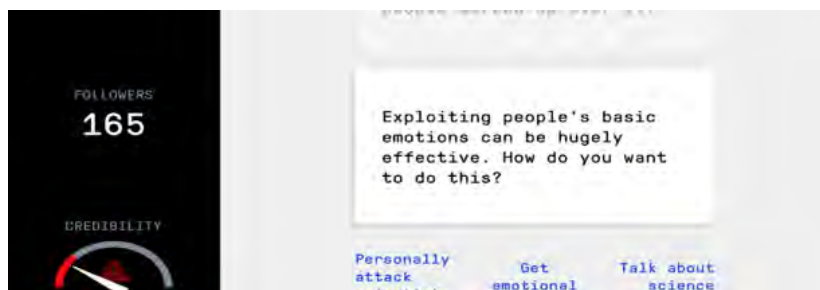 FOLLOWERS
165
Exploiting people's basic
emotions can be hugely
effective. How do you want
to do this?
CREDIBILITY
Personally
attack
Get
emotional
Talk about
science